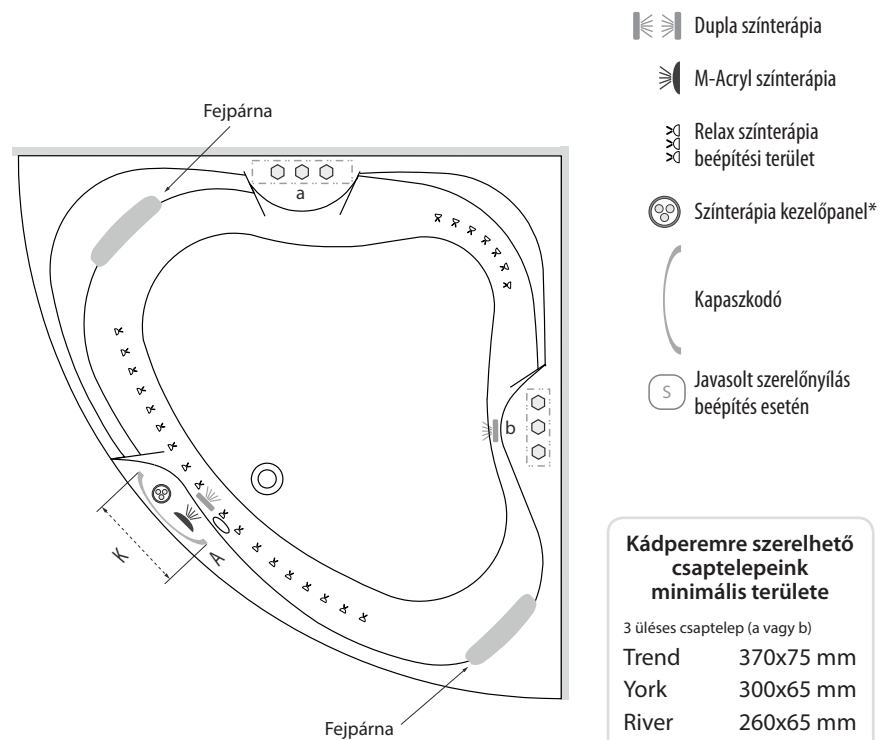 Dupla színterápia
M-Acryl színterápia
Relax színterápia
beépítési terület
Színterápia kezelőpanel*
Kapaszkodó
S
Javasolt szerelőnyílás
beépítés esetén
Fejpárna
a
b
K
A
Fejpárna
Kádperemre szerelhető
csaptelepeink
minimális területe
3 üléses csaptelep (a vagy b)
Trend 370x75 mm
York 300x65 mm
River 260x65 mm